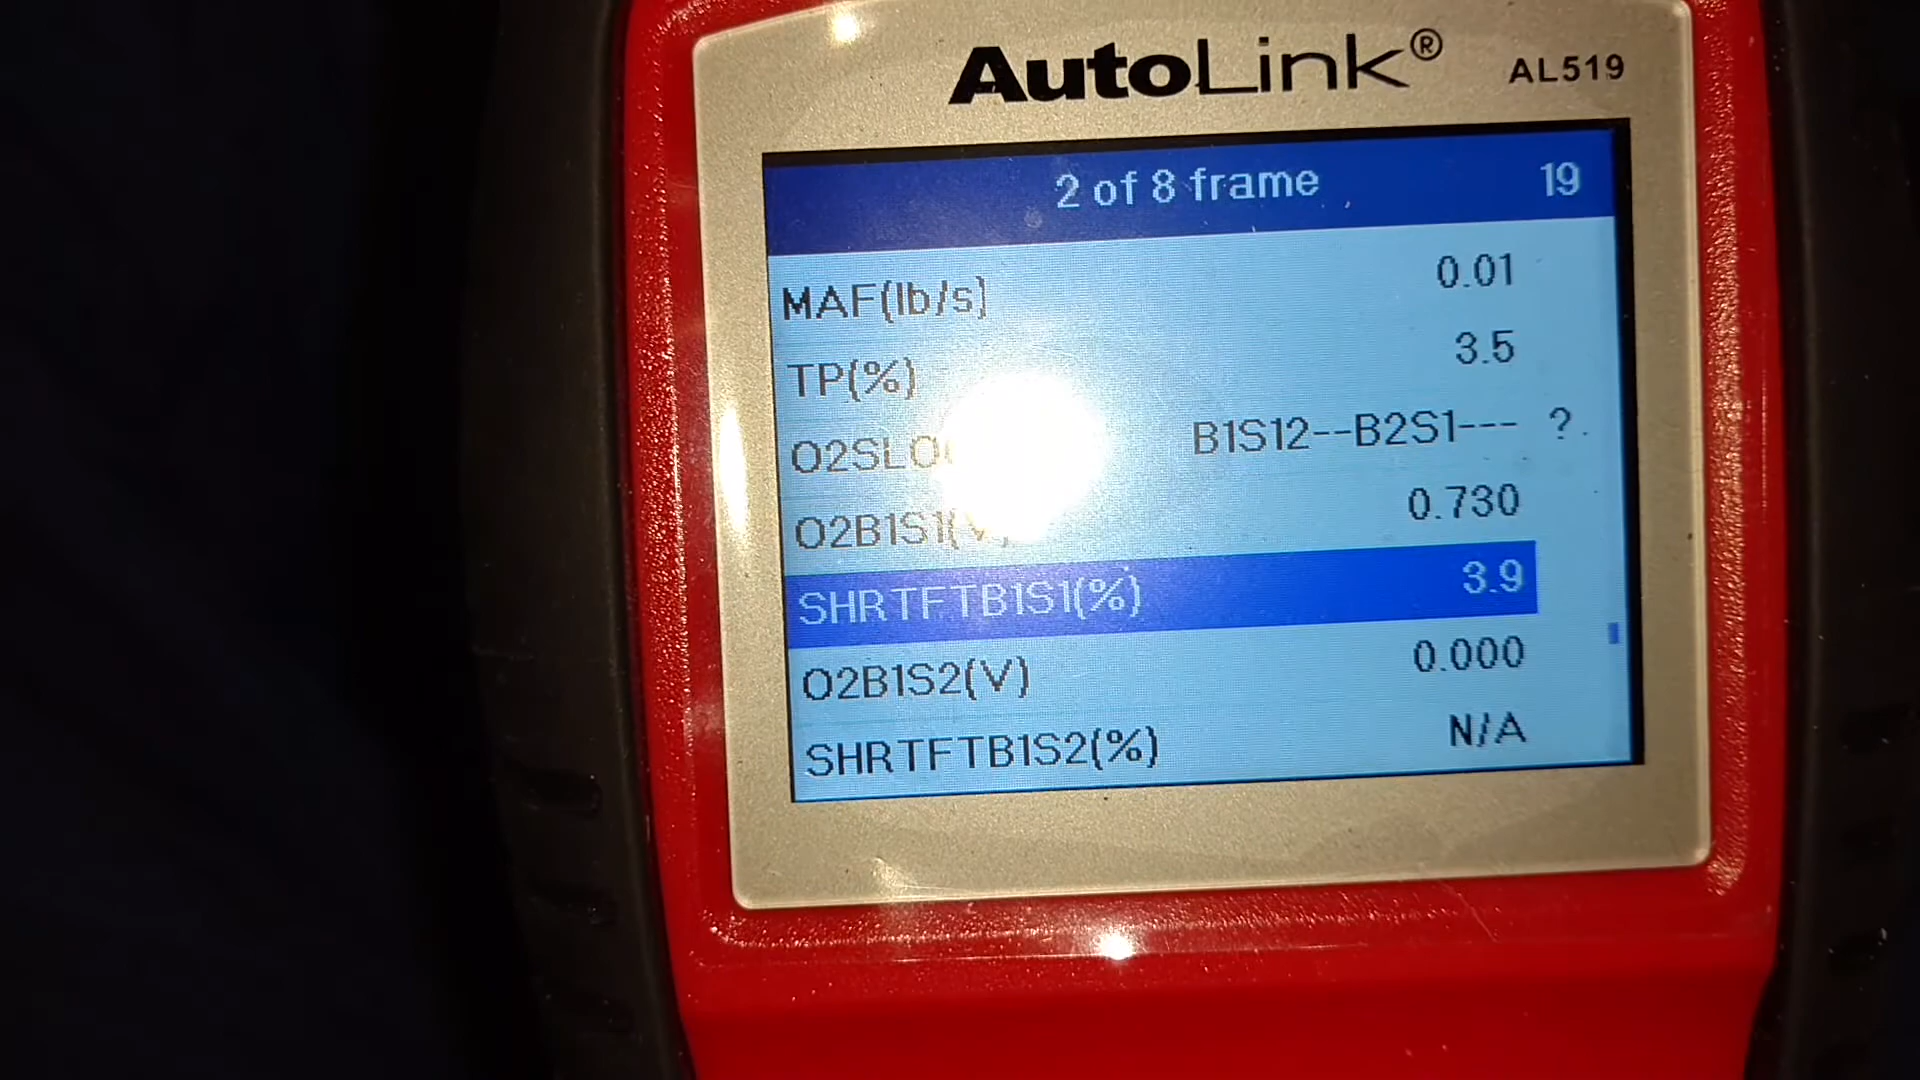 AutoLink® AL519
2 of 8 frame 19
MAF(lb/s) 0.01
TP(%) 3.5
B1S12--B2S1--- ?
O2B1S1(V) 0.730
SHRTFTB1S1(%) 3.9
O2B1S2(V) 0.000
SHRTFTB1S2(%) N/A